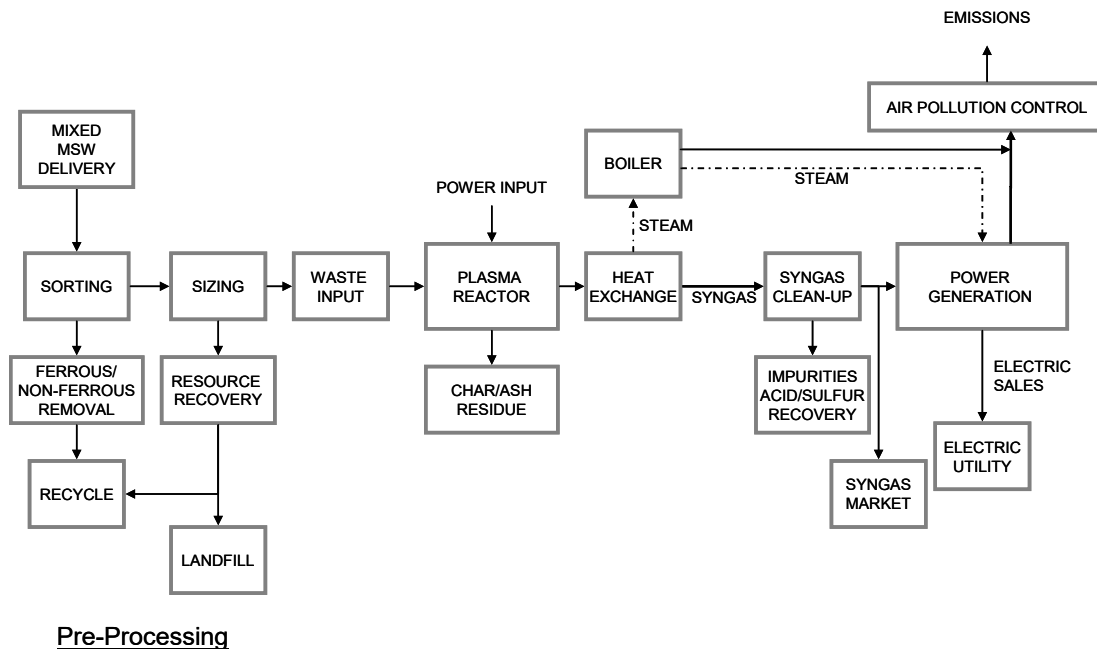 EMISSIONS
AIR POLLUTION CONTROL
MIXED
MSW
DELIVERY
BOILER
STEAM
POWER INPUT
STEAM
SORTING
SIZING
WASTE
INPUT
PLASMA
REACTOR
HEAT
EXCHANGE
SYNGAS
SYNGAS
CLEAN-UP
POWER
GENERATION
FERROUS/
NON-FERROUS
REMOVAL
RESOURCE
RECOVERY
CHAR/ASH
RESIDUE
IMPURITIES
ACID/SULFUR
RECOVERY
ELECTRIC
SALES
RECYCLE
SYNGAS
MARKET
ELECTRIC
UTILITY
LANDFILL
Pre-Processing